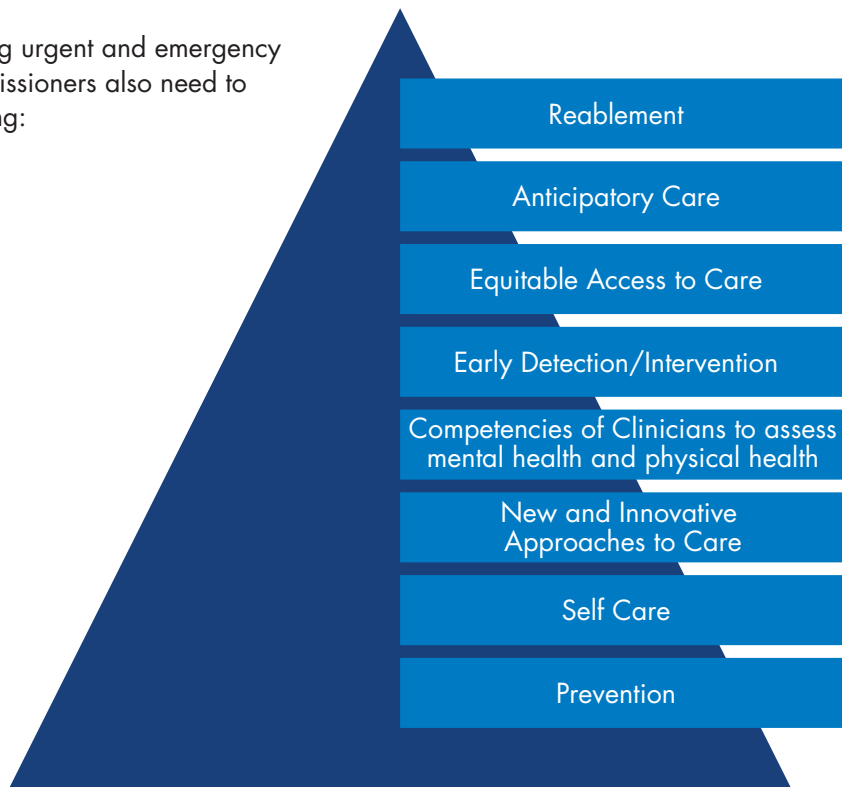 urgent and emergency
also need to
Reablement
Anticipatory Care
Equitable Access to Care
Early Detection/Intervention
Competencies of Clinicians to assess
mental health and physical health
New and Innovative
Approaches to Care
Self Care
Prevention